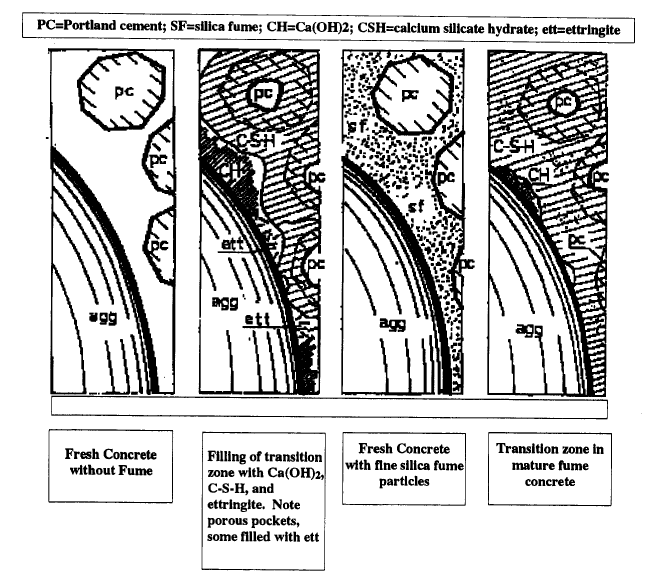 PC=Portland cement; SF=silica fume; CH=Ca(OH)2; CSH=calcium silicate hydrate; ett=ettringite
pc
pc
pc
agg
pc
C-S-H
CH
pc
ett
pc
agg
ett
pc
sf
pc
sf
pc
agg
pc
C-S-H
CH
pc
pc
agg
Fresh Concrete
without Fume
Filling of transition
zone with Ca(OH)2,
C-S-H, and
ettringite. Note
porous pockets,
some filled with ett
Fresh Concrete
with fine silica fume
particles
Transition zone in
mature fume
concrete